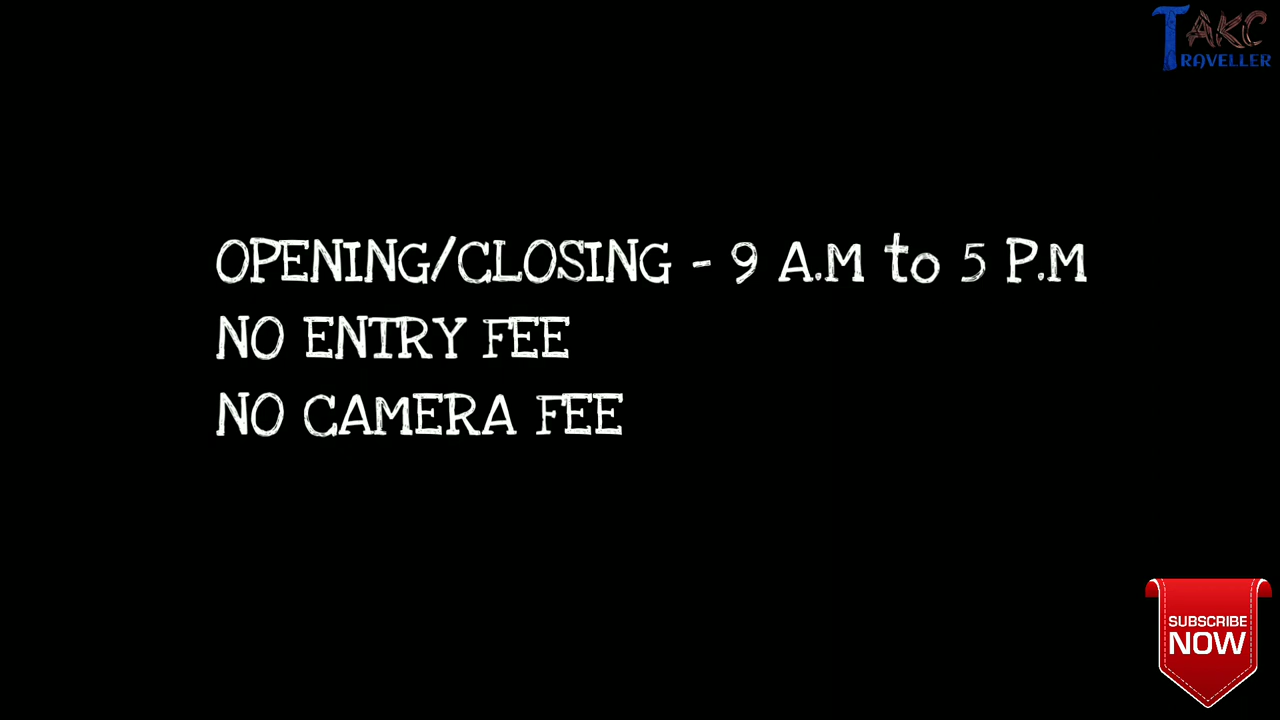 TAKC
TRAVELLER
OPENING/CLOSING - 9 A.M to 5 P.M
NO ENTRY FEE
NO CAMERA FEE
SUBSCRIBE
NOW